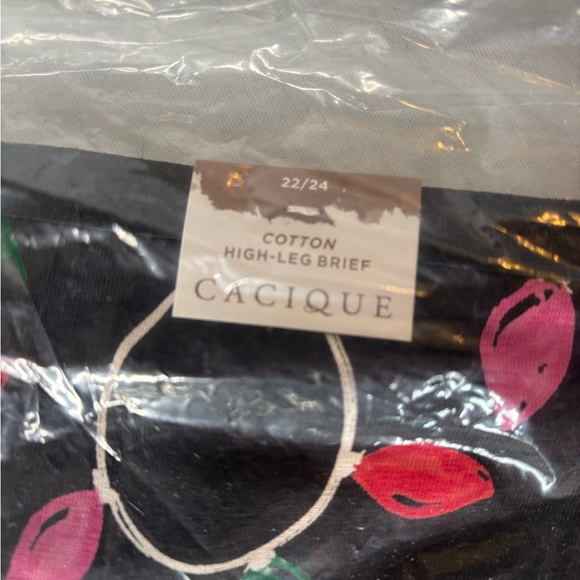 22/24
COTTON
HIGH-LEG BRIEF
CACIQUE